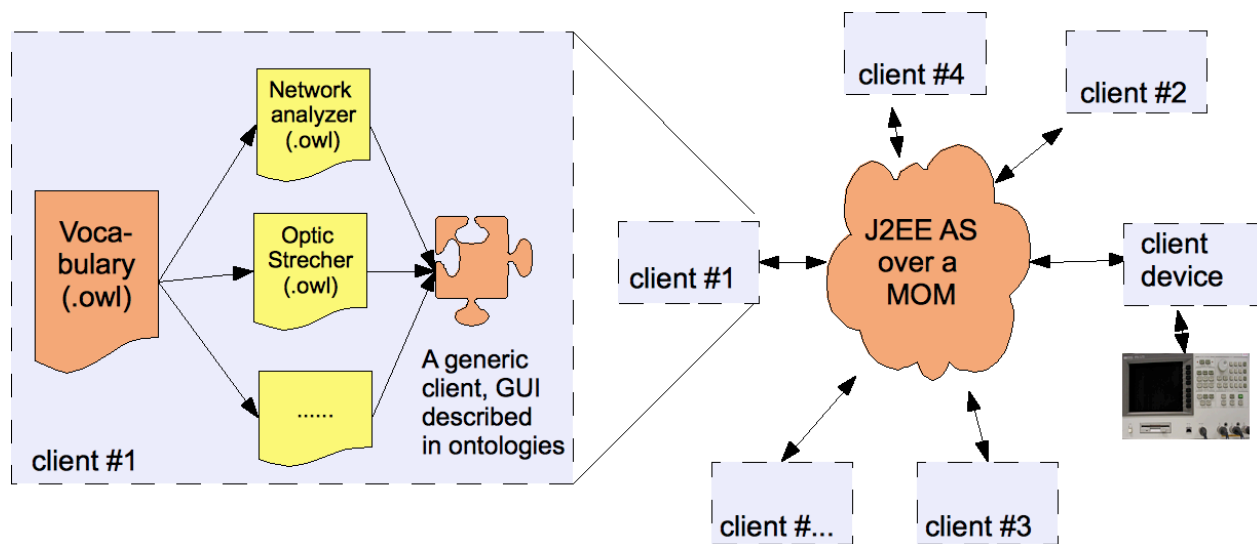 Network
analyzer
(.owl)
Voca-
bulary
(.owl)
Optic
Strecher
(.owl)
......
A generic
client, GUI
described
in ontologies
client #1
client #4
client #2
client #1
J2EE AS
over a
MOM
client
device
client #...
client #3